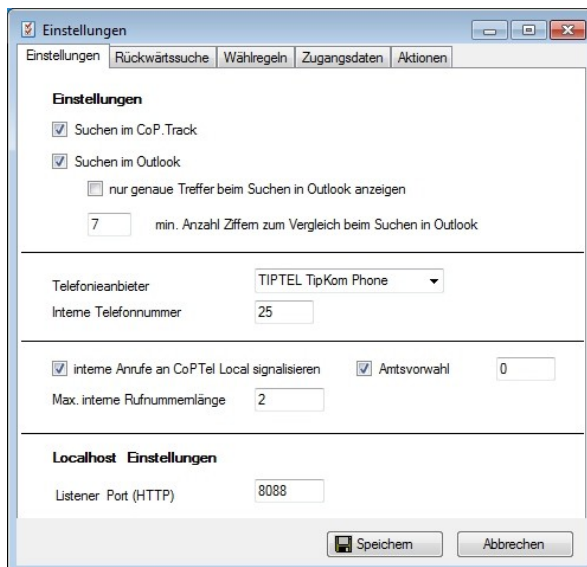 Einstellungen
Einstellungen Rückwärtssuche Wählregeln Zugangsdaten Aktionen
Einstellungen
Suchen im CoP.Track
Suchen im Outlook
nur genaue Treffer beim Suchen in Outlook anzeigen
7 min. Anzahl Ziffern zum Vergleich beim Suchen in Outlook
Telefonieanbieter TIPTEL TipKom Phone
Interne Telefonnummer 25
interne Anrufe an CoPTel Local signalisieren Amtsvorwahl 0
Max. interne Rufnummernlänge 2
Localhost Einstellungen
Listener Port (HTTP) 8088
Speichern Abbrechen